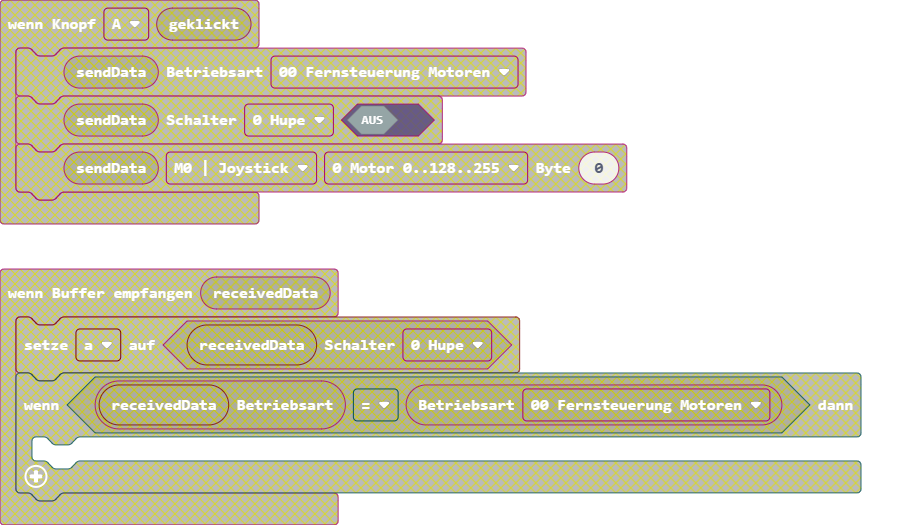 wenn Knopf A geklickt
sendData Betriebsart 00 Fernsteuerung Motoren
sendData Schalter 0 Hupe AUS
sendData M0 | Joystick 0 Motor 0..128..255 Byte 0
wenn Buffer empfangen receivedData
setze a auf receivedData Schalter 0 Hupe
wenn receivedData Betriebsart = Betriebsart 00 Fernsteuerung Motoren dann